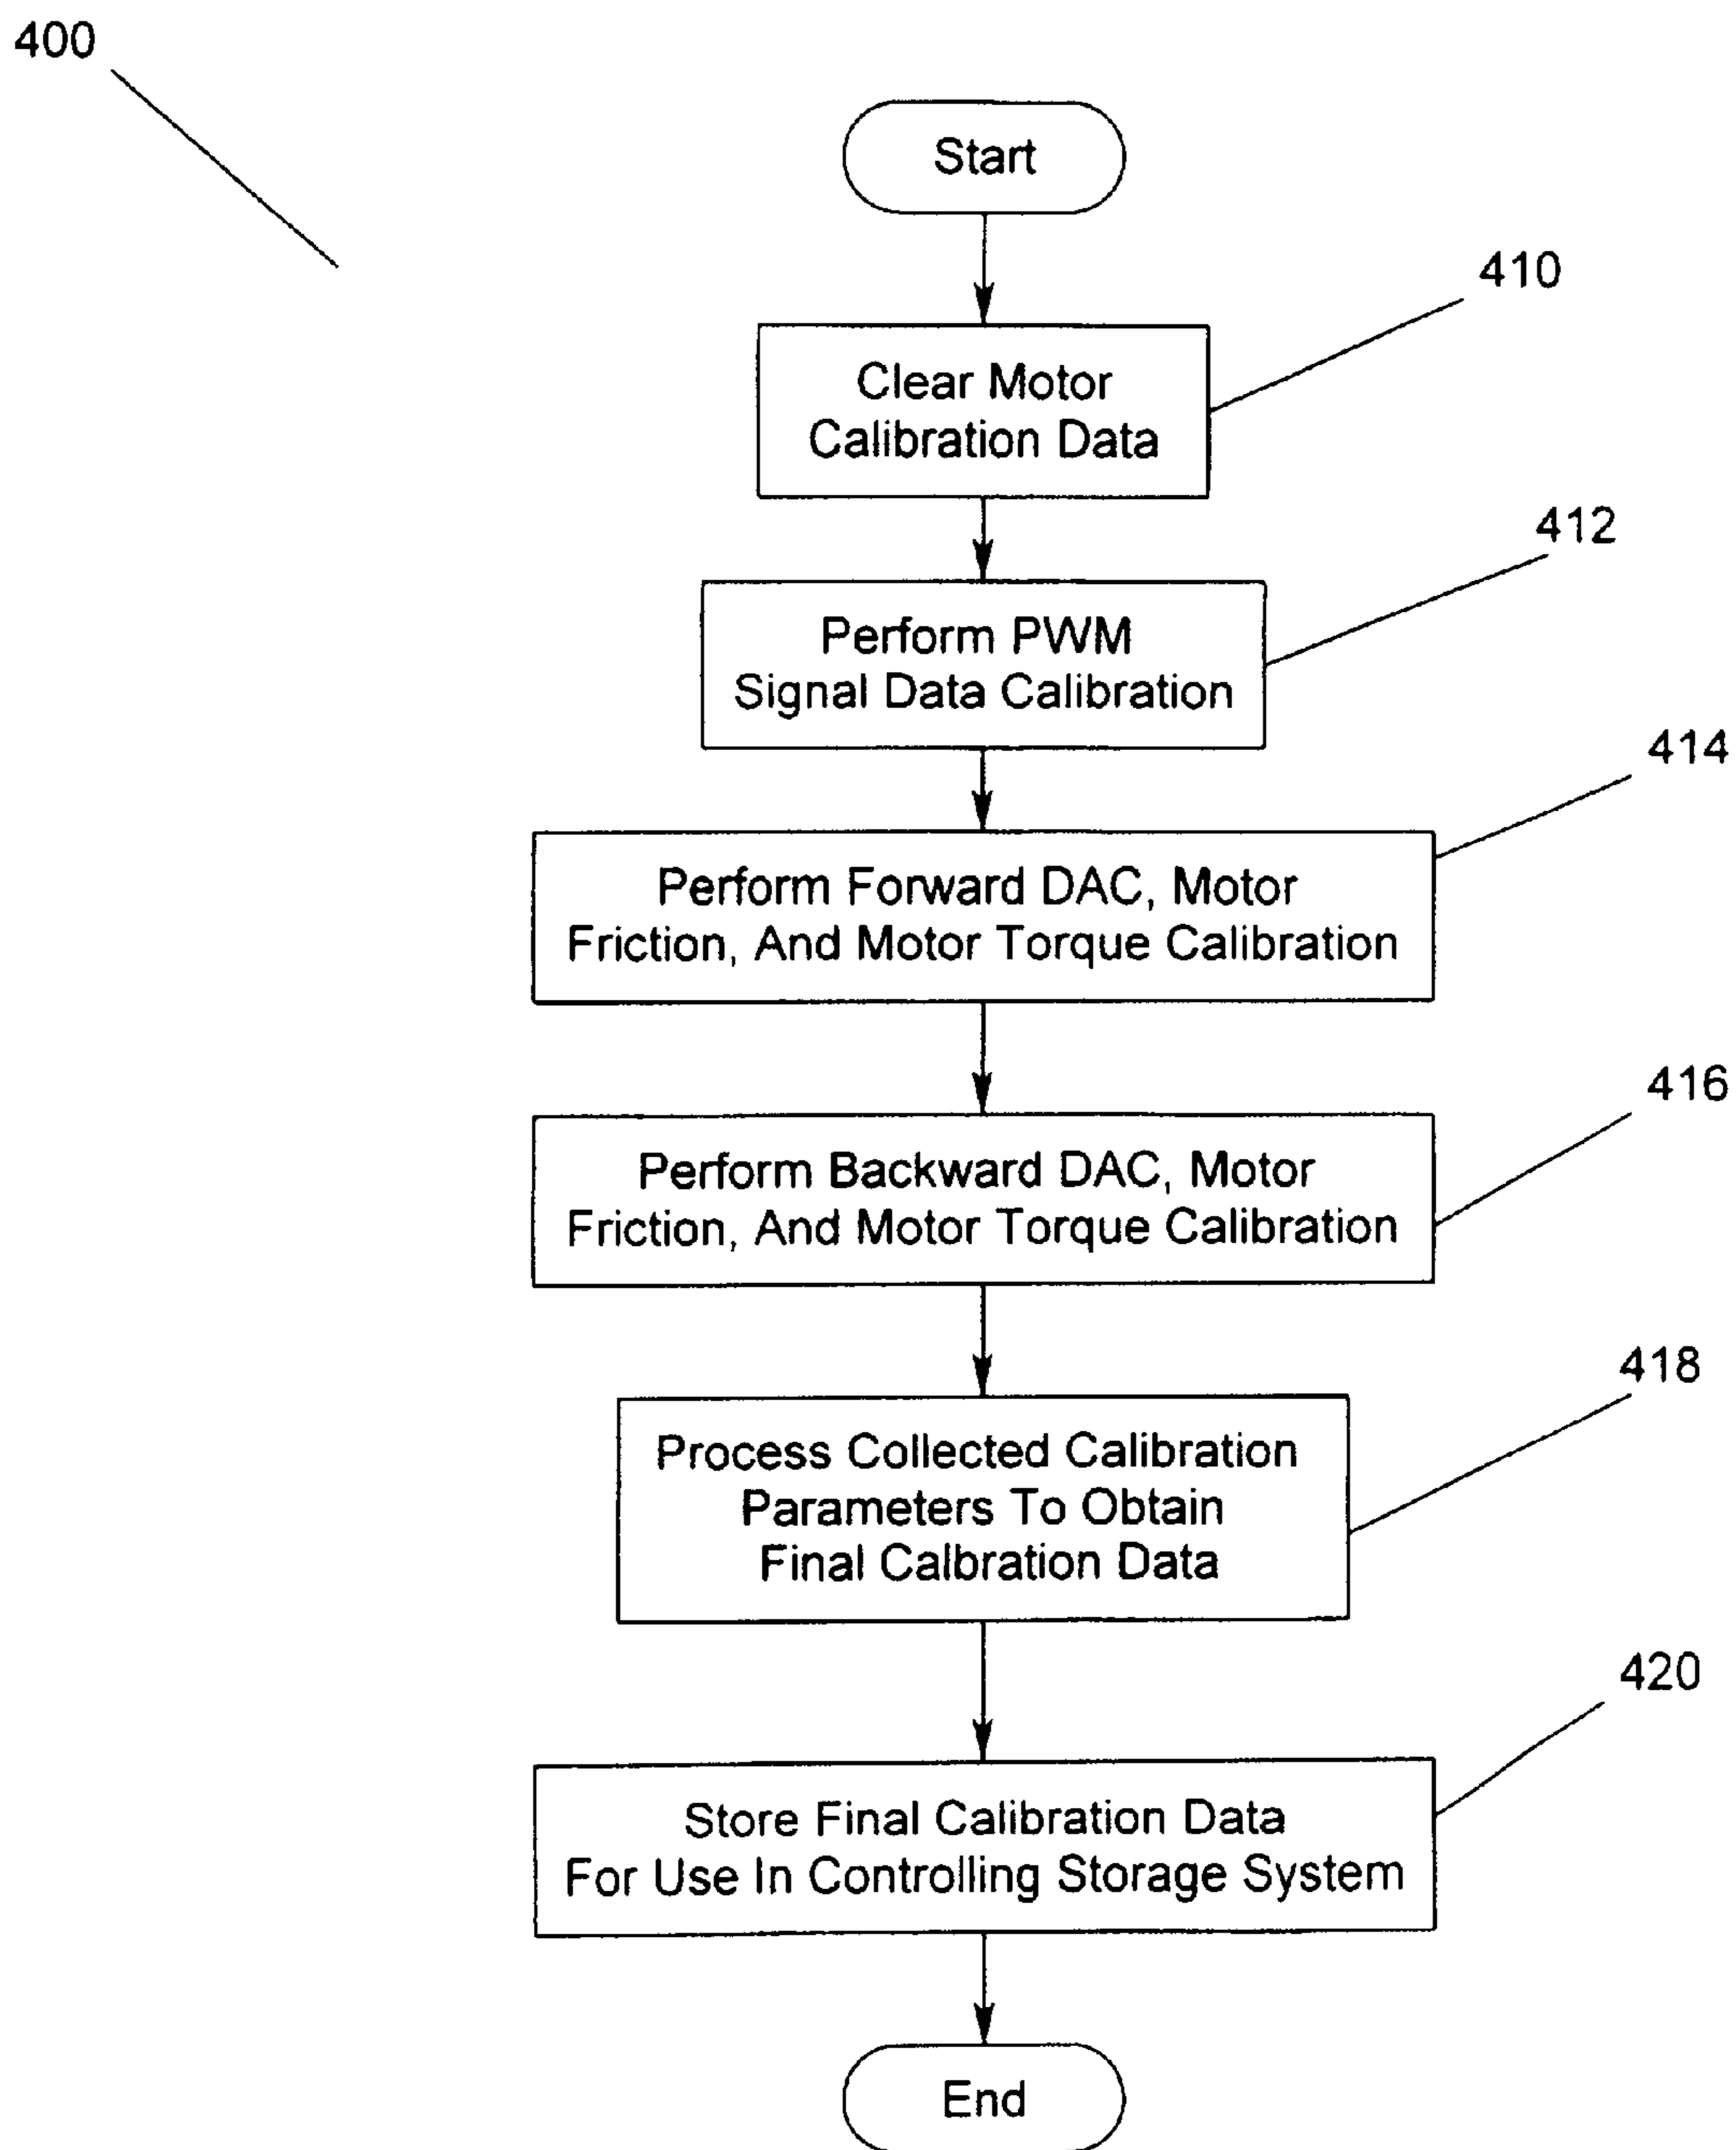 400
Start
410
Clear Motor
Calibration Data
412
Perform PWM
Signal Data Calibration
414
Perform Forward DAC, Motor
Friction, And Motor Torque Calibration
416
Perform Backward DAC, Motor
Friction, And Motor Torque Calibration
418
Process Collected Calibration
Parameters To Obtain
Final Calbration Data
420
Store Final Calibration Data
For Use In Controlling Storage System
End